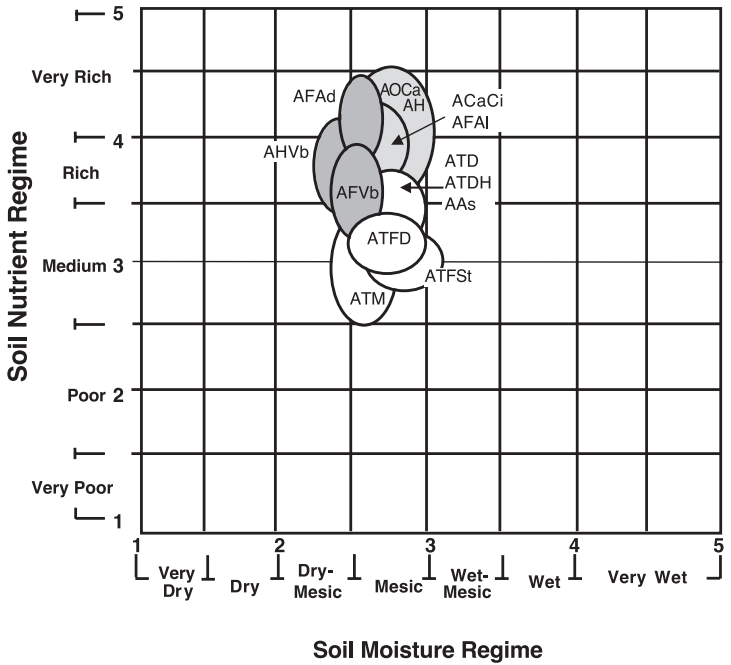 5
Very Rich
AFAd
AOCa
AH
ACaCi
AFAl
4
AHVb
ATD
Rich
ATDH
AFVb
AAs
Soil Nutrient Regime
ATFD
Medium 3
ATFSt
ATM
Poor 2
Very Poor
1
1 2 3 4 5
Very
Dry
Dry
Dry-
Mesic
Mesic
Wet-
Mesic
Wet
Very Wet
Soil Moisture Regime